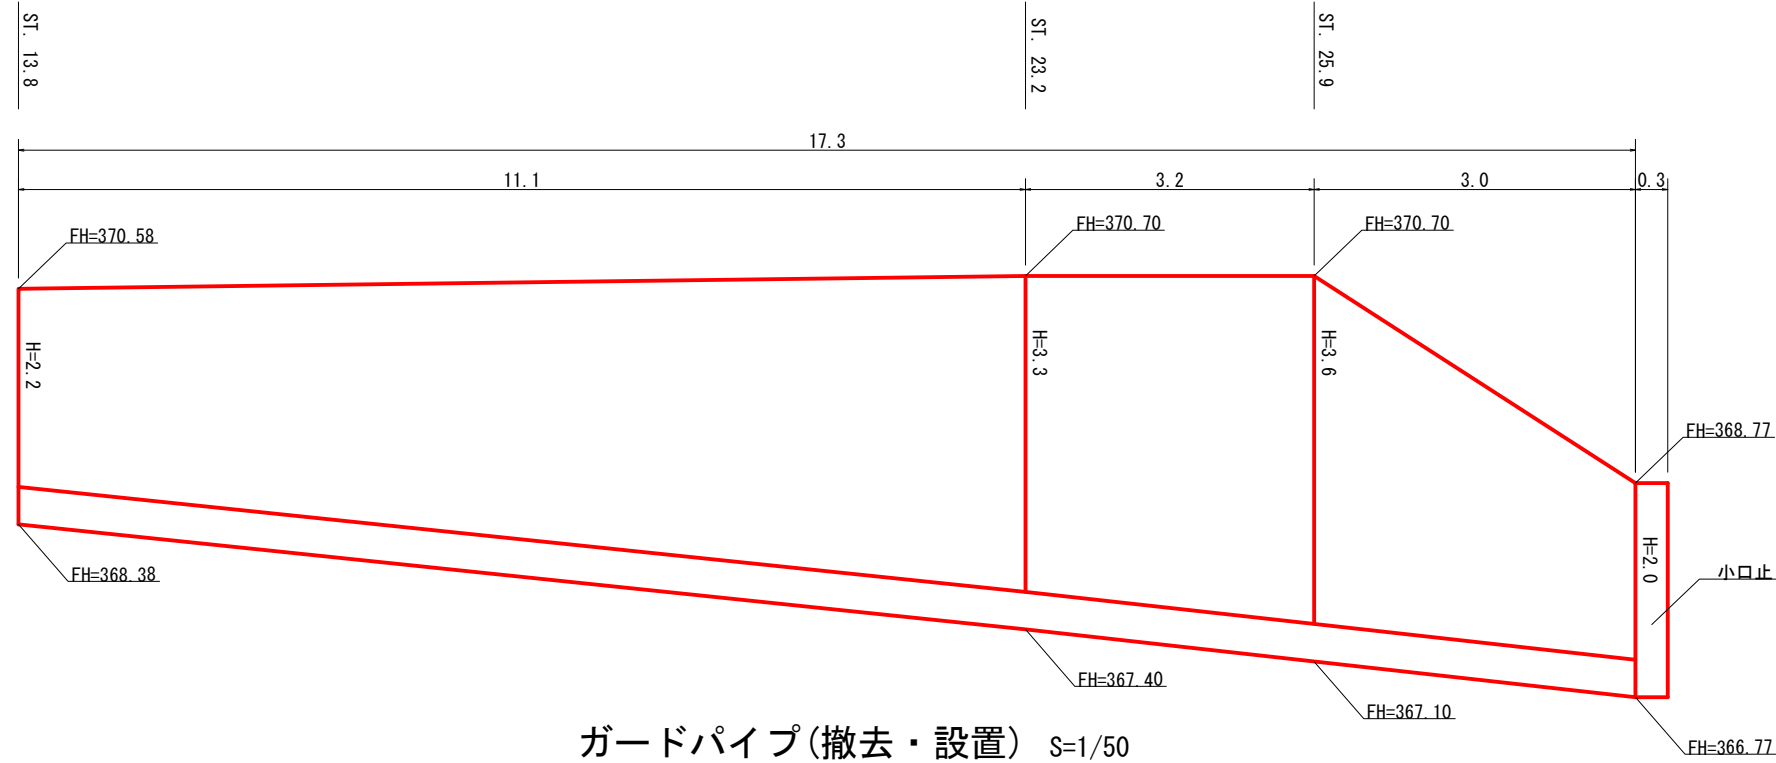 ST. 13.8
ST. 23.2
ST. 25.9
17.3
11.1
3.2
3.0
0.3
FH=370.58
FH=370.70
FH=370.70
H=2.2
H=3.3
H=3.6
FH=368.77
H=2.0
小口止
FH=368.38
FH=367.40
FH=367.10
FH=366.77
ガードパイプ(撤去・設置) S=1/50